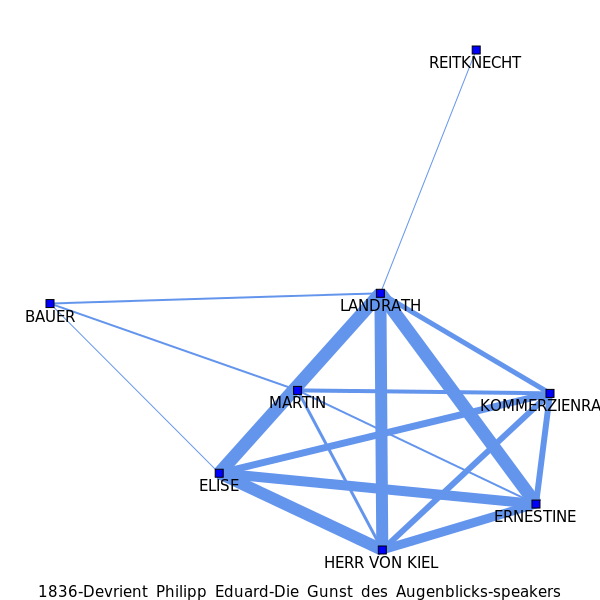 REITKNECHT
LANDRATH
BAUER
MARTIN
KOMMERZIENRA
ELISE
ERNESTINE
HERR VON KIEL
1836-Devrient Philipp Eduard-Die Gunst des Augenblicks-speakers